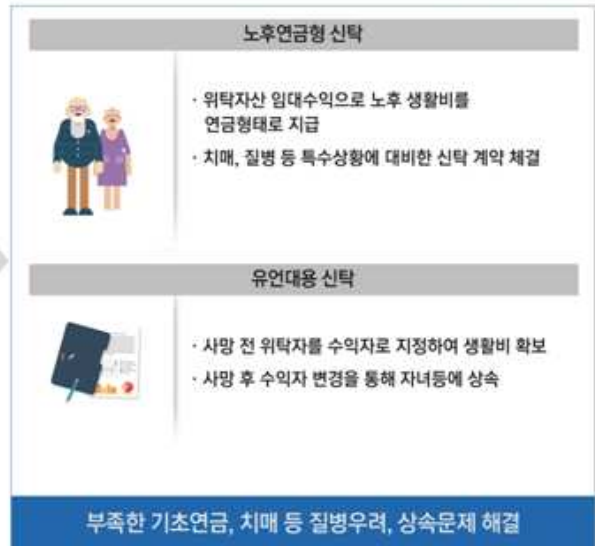 노후연금형 신탁
· 위탁자산 임대수익으로 노후 생활비를
연금형태로 지급
· 치매, 질병 등 특수상황에 대비한 신탁 계약 체결
유언대용 신탁
· 사망 전 위탁자를 수익자로 지정하여 생활비 확보
· 사망 후 수익자 변경을 통해 자녀등에 상속
부족한 기초연금, 치매 등 질병우려, 상속문제 해결